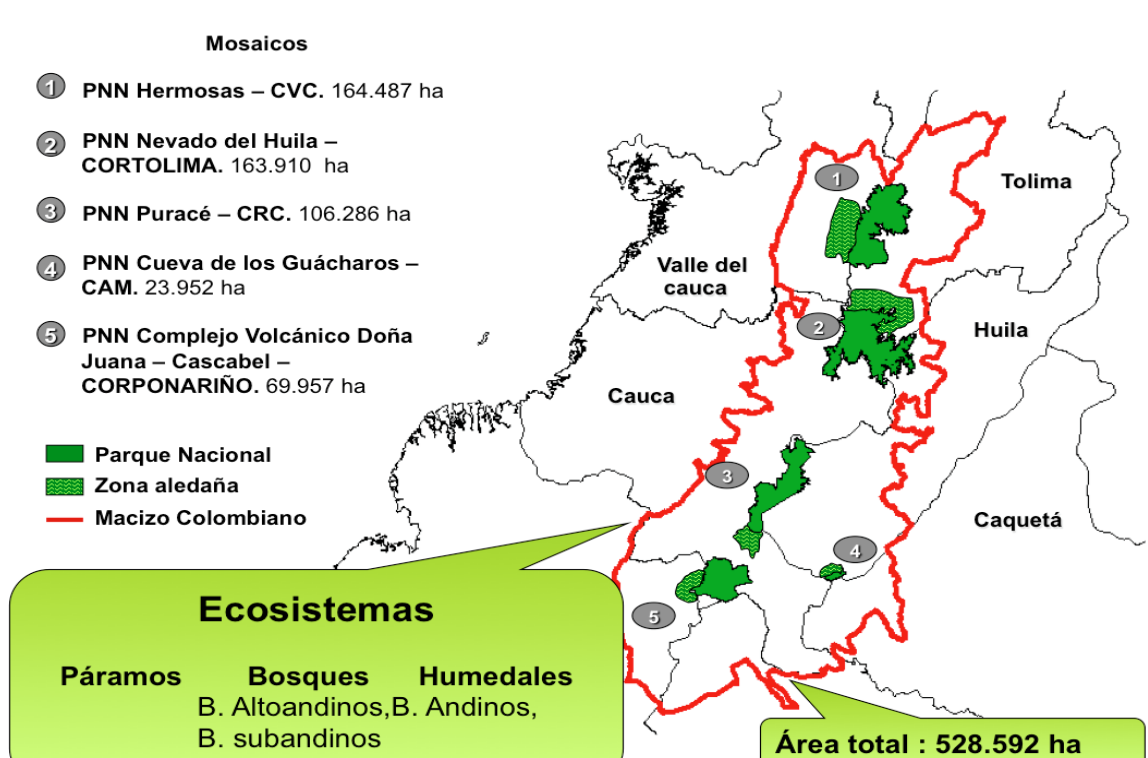 Mosaicos
1 PNN Hermosas – CVC. 164.487 ha
2 PNN Nevado del Huila –
CORTOLIMA. 163.910 ha
3 PNN Puracé – CRC. 106.286 ha
4 PNN Cueva de los Guácharos –
CAM. 23.952 ha
5 PNN Complejo Volcánico Doña
Juana – Cascabel –
CORPONARIÑO. 69.957 ha
Parque Nacional
Zona aledaña
Macizo Colombiano
1
Tolima
Valle del
cauca
2
Huila
Cauca
3
Caquetá
4
5
Ecosistemas
Páramos Bosques Humedales
B. Altoandinos,B. Andinos,
B. subandinos
Área total : 528.592 ha